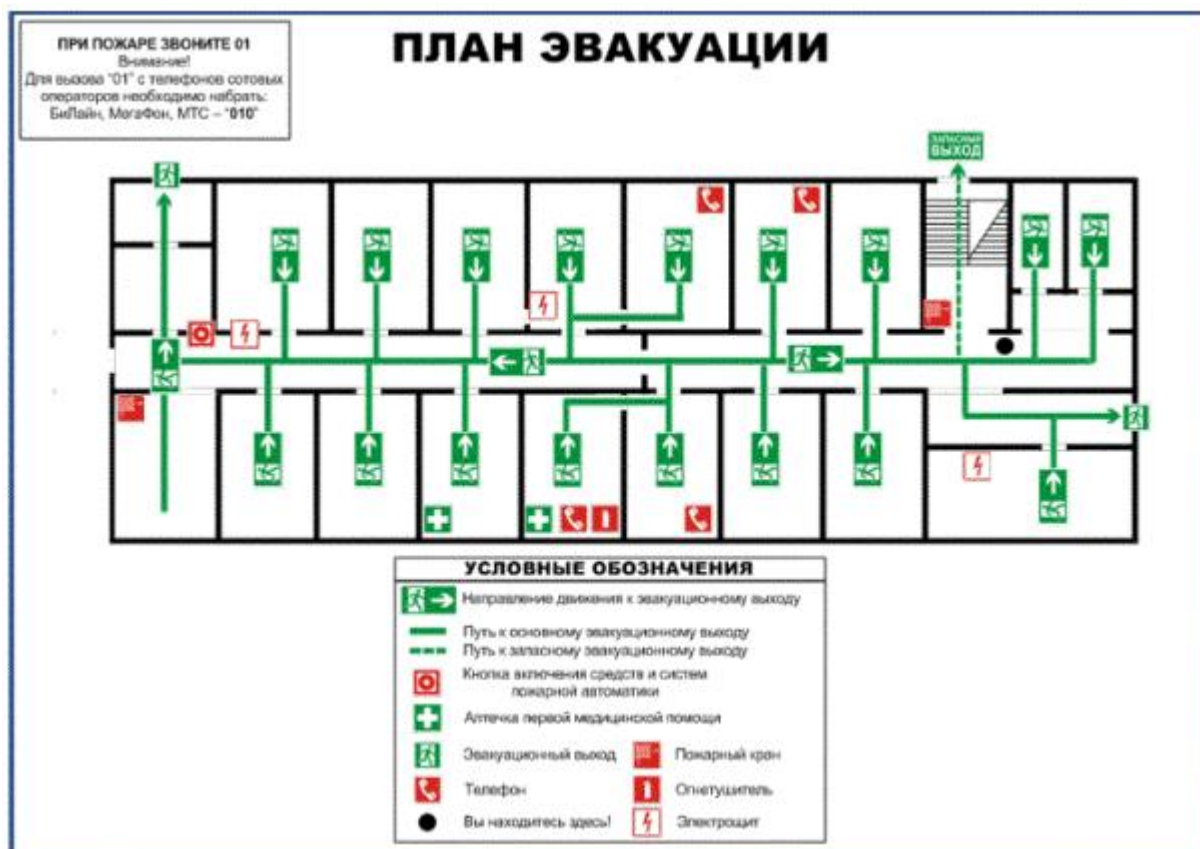 ПРИ ПОЖАРЕ ЗВОНИТЕ 01
Внимание!
Для вызова "01" с телефонов сотовых
операторов необходимо набрать:
БиЛайн, МегаФон, МТС – "010"
ПЛАН ЭВАКУАЦИИ
ЗАПАСНЫЙ
ВЫХОД
УСЛОВНЫЕ ОБОЗНАЧЕНИЯ
Направление движения к эвакуационному выходу
Путь к основному эвакуационному выходу
Путь к запасному эвакуационному выходу
Кнопка включения средств и систем
пожарной автоматики
Аптечка первой медицинской помощи
Эвакуационный выход
Пожарный кран
Телефон
Огнетушитель
Вы находитесь здесь!
Электрощит